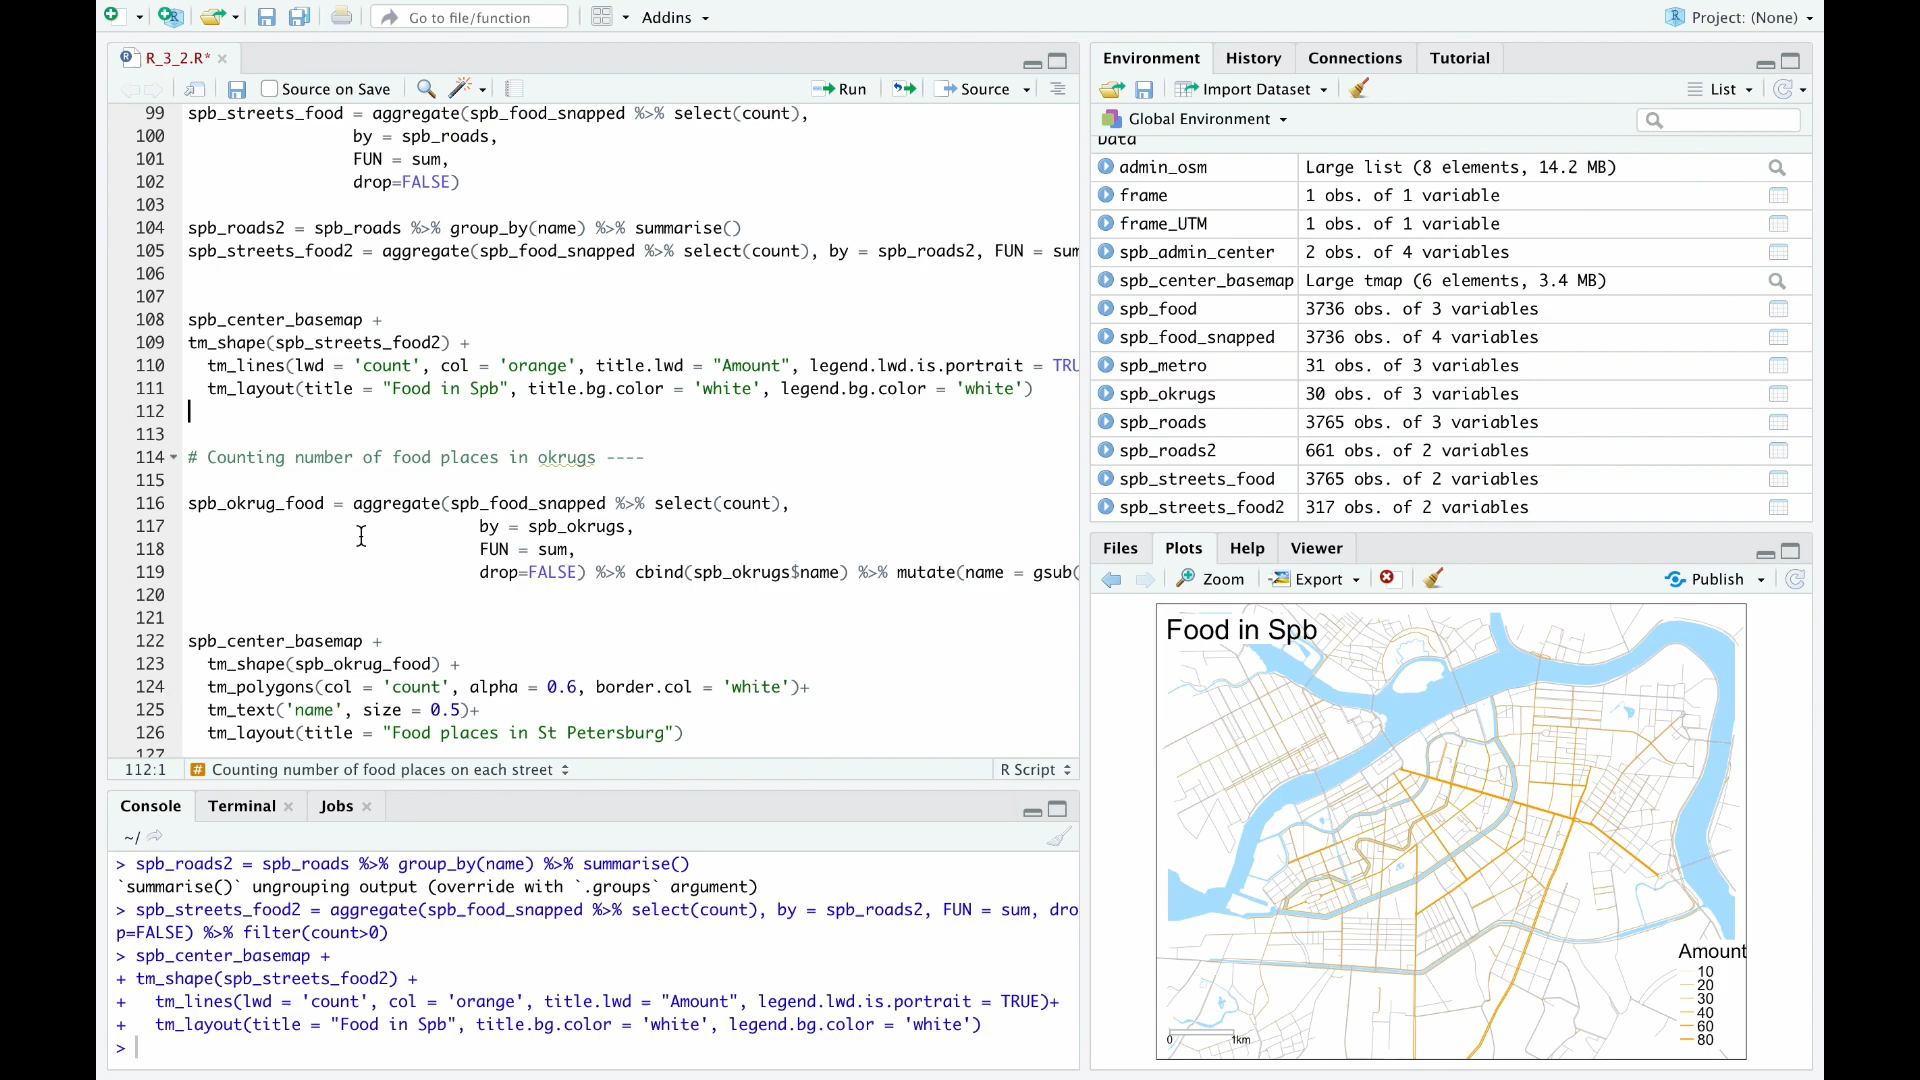 Go to file/function
Addins
Project: (None)
R_3_2.R*
Source on Save
Run
Source
99 spb_streets_food = aggregate(spb_food_snapped %>% select(count),
100 by = spb_roads,
101 FUN = sum,
102 drop=FALSE)
103
104 spb_roads2 = spb_roads %>% group_by(name) %>% summarise()
105 spb_streets_food2 = aggregate(spb_food_snapped %>% select(count), by = spb_roads2, FUN = sum
106
107
108 spb_center_basemap +
109 tm_shape(spb_streets_food2) +
110 tm_lines(lwd = 'count', col = 'orange', title.lwd = "Amount", legend.lwd.is.portrait = TRU
111 tm_layout(title = "Food in Spb", title.bg.color = 'white', legend.bg.color = 'white')
112
113
114 # Counting number of food places in okrugs ----
115
116 spb_okrug_food = aggregate(spb_food_snapped %>% select(count),
117 by = spb_okrugs,
118 FUN = sum,
119 drop=FALSE) %>% cbind(spb_okrugs$name) %>% mutate(name = gsub(
120
121
122 spb_center_basemap +
123 tm_shape(spb_okrug_food) +
124 tm_polygons(col = 'count', alpha = 0.6, border.col = 'white')+
125 tm_text('name', size = 0.5)+
126 tm_layout(title = "Food places in St Petersburg")
127
112:1 # Counting number of food places on each street
R Script
Console Terminal Jobs
~/
> spb_roads2 = spb_roads %>% group_by(name) %>% summarise()
`summarise()` ungrouping output (override with `.groups` argument)
> spb_streets_food2 = aggregate(spb_food_snapped %>% select(count), by = spb_roads2, FUN = sum, dro
p=FALSE) %>% filter(count>0)
> spb_center_basemap +
+ tm_shape(spb_streets_food2) +
+ tm_lines(lwd = 'count', col = 'orange', title.lwd = "Amount", legend.lwd.is.portrait = TRUE)+
+ tm_layout(title = "Food in Spb", title.bg.color = 'white', legend.bg.color = 'white')
>
Environment History Connections Tutorial
Import Dataset
List
Global Environment
Data
admin_osm Large list (8 elements, 14.2 MB)
frame 1 obs. of 1 variable
frame_UTM 1 obs. of 1 variable
spb_admin_center 2 obs. of 4 variables
spb_center_basemap Large tmap (6 elements, 3.4 MB)
spb_food 3736 obs. of 3 variables
spb_food_snapped 3736 obs. of 4 variables
spb_metro 31 obs. of 3 variables
spb_okrugs 30 obs. of 3 variables
spb_roads 3765 obs. of 3 variables
spb_roads2 661 obs. of 2 variables
spb_streets_food 3765 obs. of 2 variables
spb_streets_food2 317 obs. of 2 variables
Files Plots Help Viewer
Zoom Export Publish
Food in Spb
Amount
10
20
30
40
60
80
0 1km